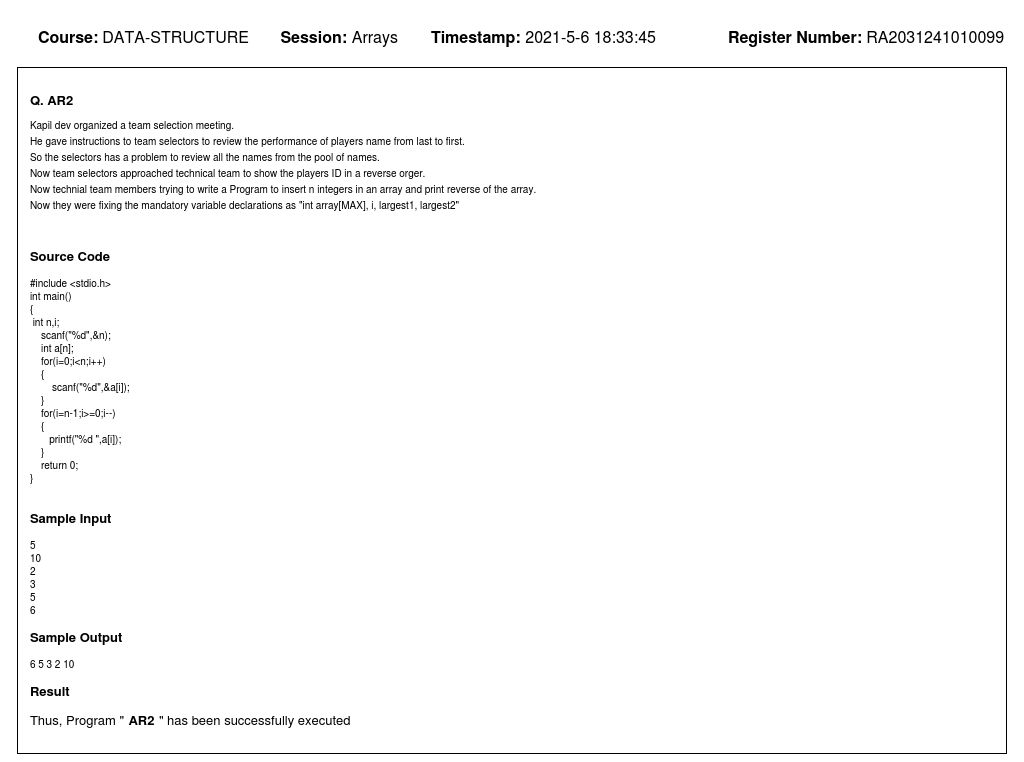 Course: DATA-STRUCTURE Session: Arrays Timestamp: 2021-5-6 18:33:45 Register Number: RA2031241010099
Q. AR2
Kapil dev organized a team selection meeting.
He gave instructions to team selectors to review the performance of players name from last to first.
So the selectors has a problem to review all the names from the pool of names.
Now team selectors approached technical team to show the players ID in a reverse orger.
Now technial team members trying to write a Program to insert n integers in an array and print reverse of the array.
Now they were fixing the mandatory variable declarations as "int array[MAX], i, largest1, largest2"
Source Code
#include <stdio.h>
int main()
{
int n,i;
scanf("%d",&n);
int a[n];
for(i=0;i<n;i++)
{
scanf("%d",&a[i]);
}
for(i=n-1;i>=0;i--)
{
printf("%d ",a[i]);
}
return 0;
}
Sample Input
5
10
2
3
5
6
Sample Output
6 5 3 2 10
Result
Thus, Program " AR2 " has been successfully executed